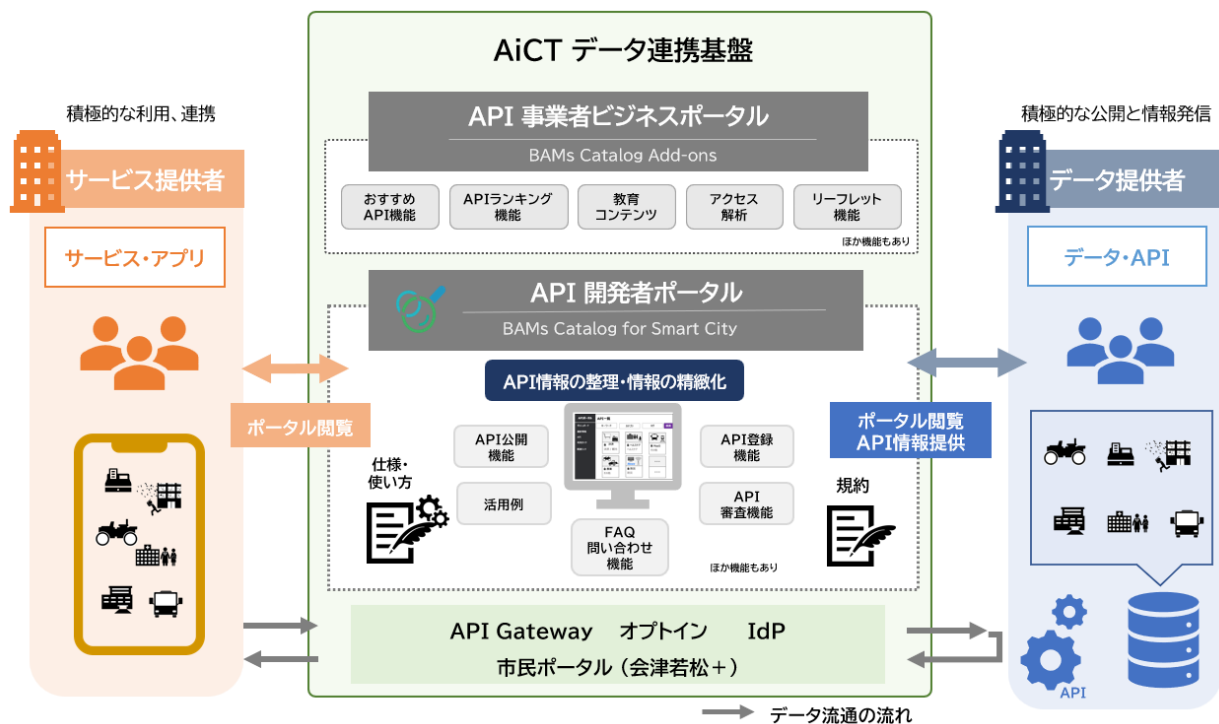 AiCT データ連携基盤
積極的な利用、連携
サービス提供者
サービス・アプリ
ポータル閲覧
API 事業者ビジネスポータル
BAMs Catalog Add-ons
おすすめ
API機能
APIランキング
機能
教育
コンテンツ
アクセス
解析
リーフレット
機能
ほか機能もあり
API 開発者ポータル
BAMs Catalog for Smart City
API情報の整理・情報の精緻化
API公開
機能
活用例
仕様・
使い方
FAQ
問い合わせ
機能
API登録
機能
API
審査機能
規約
ほか機能もあり
API Gateway オプトイン IdP
市民ポータル（会津若松＋）
積極的な公開と情報発信
データ提供者
データ・API
ポータル閲覧
API情報提供
API
データ流通の流れ